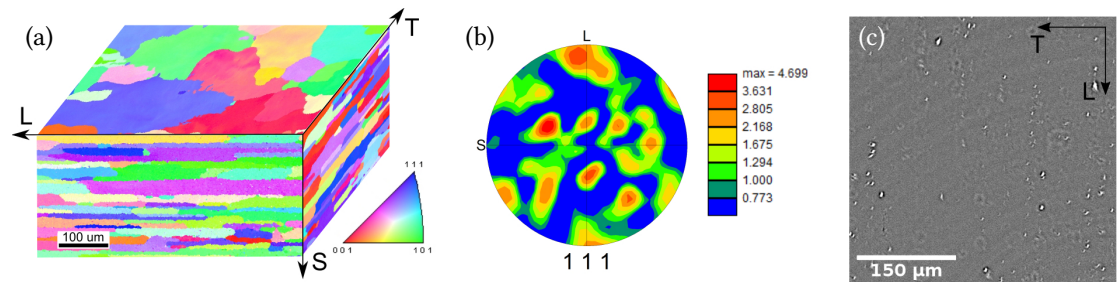 (a)
T
L
S
100 um
1 1 1
0 0 1
1 0 1
(b)
L
S
1 1 1
max = 4.699
3.631
2.805
2.168
1.675
1.294
1.000
0.773
(c)
T
L
150 µm